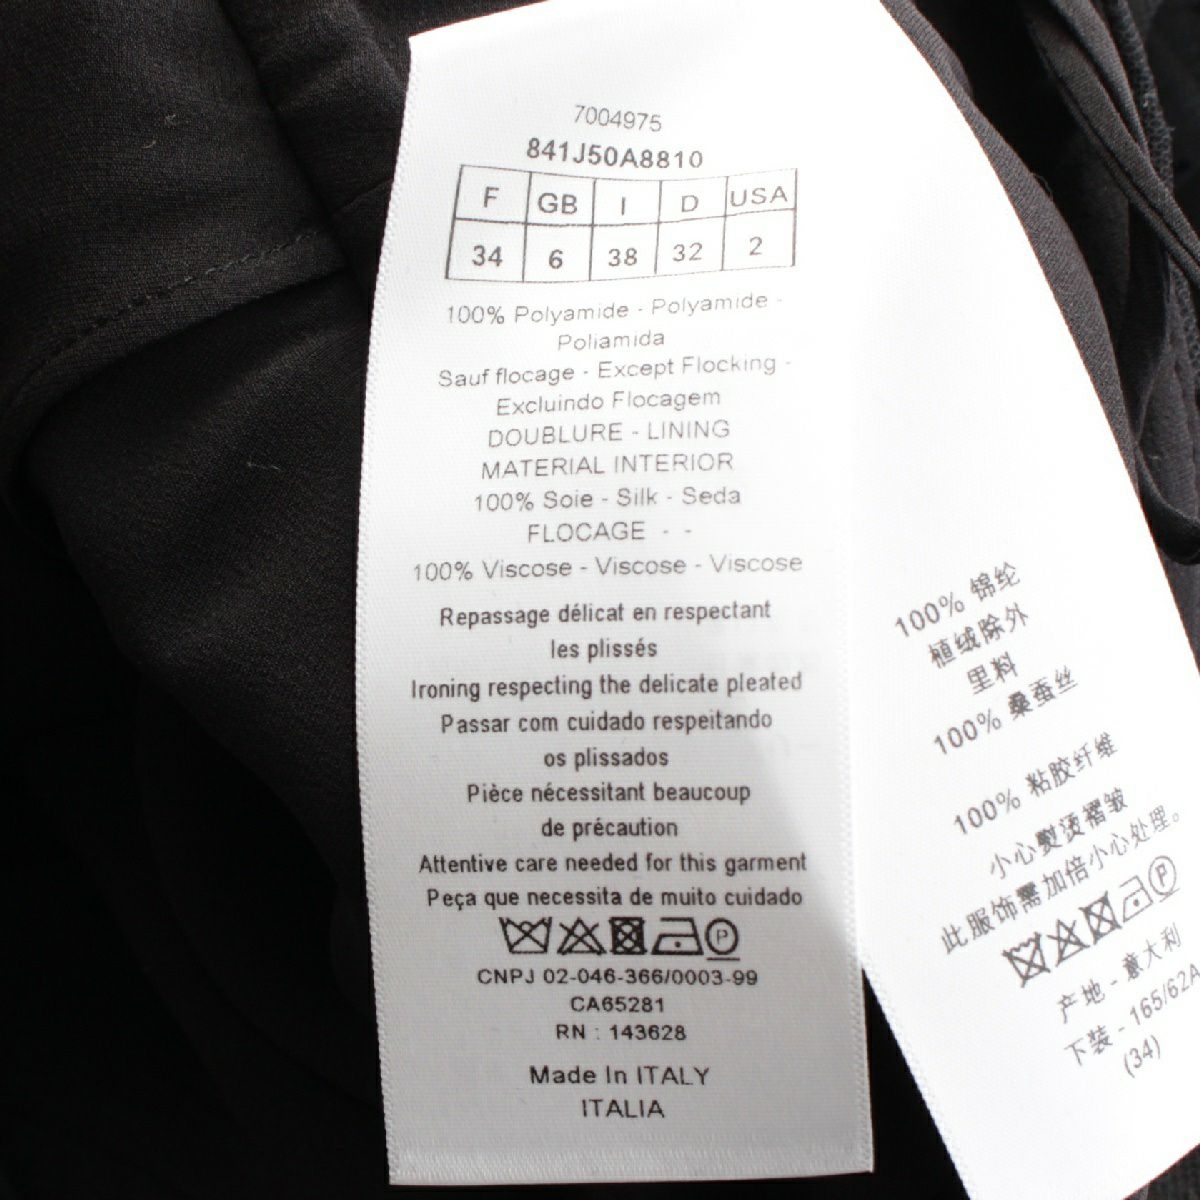 7004975
841J50A8810
F GB I D USA
34 6 38 32 2
100% Polyamide - Polyamide -
Poliamida
Sauf flocage - Except Flocking -
Excluindo Flocagem
DOUBLURE - LINING
MATERIAL INTERIOR
100% Soie - Silk - Seda
FLOCAGE - -
100% Viscose - Viscose - Viscose
Repassage délicat en respectant
les plissés
Ironing respecting the delicate pleated
Passar com cuidado respeitando
os plissados
Pièce nécessitant beaucoup
de précaution
Attentive care needed for this garment
Peça que necessita de muito cuidado
P
CNPJ 02-046-366/0003-99
CA65281
RN : 143628
Made In ITALY
ITALIA
100% 锦纶
植绒除外
里料
100% 桑蚕丝
100% 粘胶纤维
小心熨烫褶皱
此服饰需加倍小心处理。
P
产地 - 意大利
下装 - 165/62A
(34)